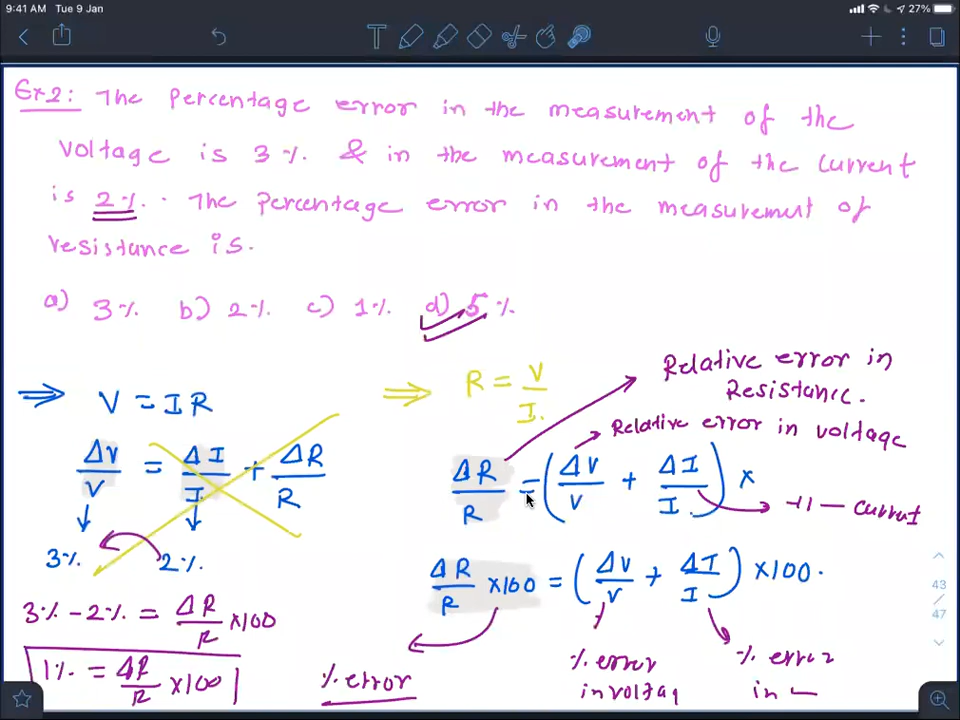 9:41 AM Tue 9 Jan
27%
Ex2: The Percentage error in the measurement of the
voltage is 3 % & in the measurement of the current
is 2 %. The Percentage error in the measurement of
resistance is.
a) 3 % b) 2 % c) 1 % d) 5 %
⇒ V = IR
ΔV/V = ΔI/I + ΔR/R
3 % 2 %
3 % - 2 % = ΔR/R × 100
1 % = ΔR/R × 100
⇒ R = V/I.
Relative error in
Resistance.
Relative error in voltage
ΔR/R = (ΔV/V + ΔI/I) ×
-11 — current
ΔR/R × 100 = (ΔV/V + ΔI/I) × 100.
% error
% error
in voltag
% error
in
43
/
47